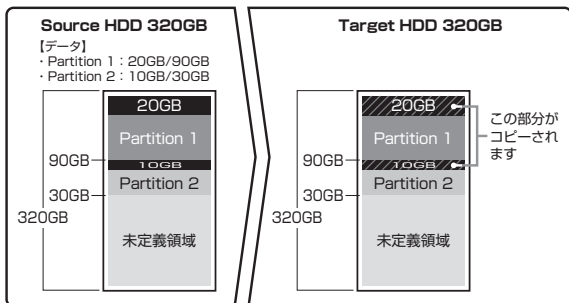 Source HDD 320GB
【データ】
・Partition 1：20GB/90GB
・Partition 2：10GB/30GB
20GB
Partition 1
90GB
10GB
Partition 2
30GB
320GB
未定義領域
Target HDD 320GB
20GB
Partition 1
90GB
10GB
Partition 2
30GB
320GB
未定義領域
この部分が
コピーされ
ます